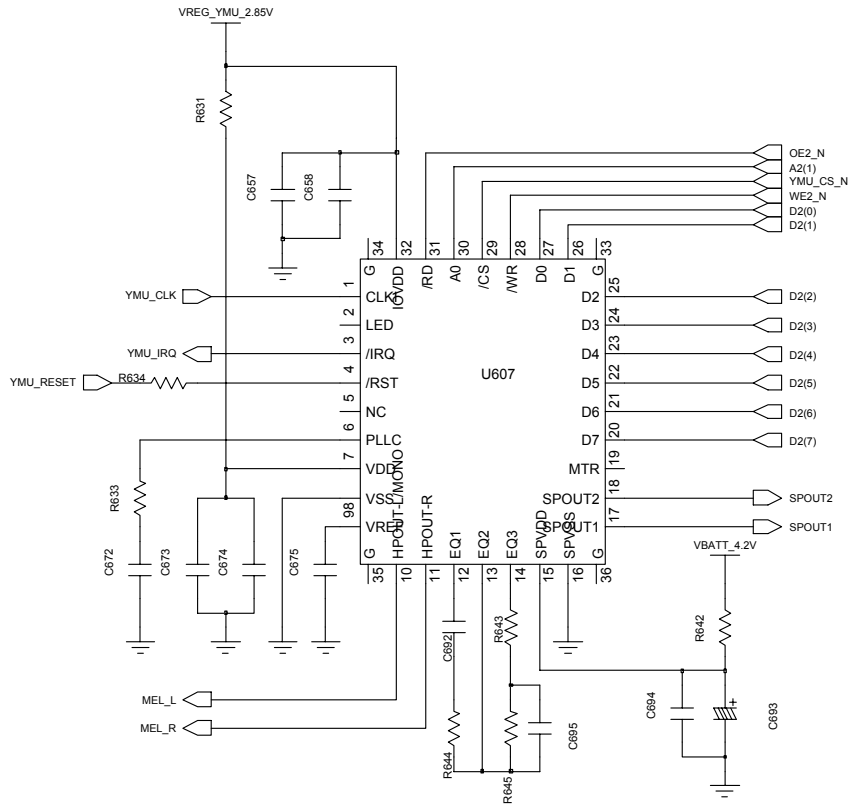 VREG_YMU_2.85V
R631
C657
C658
OE2_N
A2(1)
YMU_CS_N
WE2_N
D2(0)
D2(1)
34
32
31
30
29
28
27
26
33
G
IOVDD
/RD
A0
/CS
/WR
D0
D1
G
YMU_CLK
1
CLKI
D2
25
D2(2)
2
LED
D3
24
D2(3)
YMU_IRQ
3
/IRQ
D4
23
D2(4)
YMU_RESET
R634
4
/RST
U607
D5
22
D2(5)
5
NC
D6
21
D2(6)
6
PLLC
D7
20
D2(7)
7
VDD
MTR
19
R633
98
VSS
SPOUT2
18
SPOUT2
VREF
SPOUT1
17
SPOUT1
G
HPOUT-L/MONO
HPOUT-R
EQ1
EQ2
EQ3
SPVDD
SPVSS
G
35
10
11
12
13
14
15
16
36
VBATT_4.2V
C672
C673
C674
C675
C692
R643
R642
MEL_L
MEL_R
R644
R645
C695
C694
+
C693